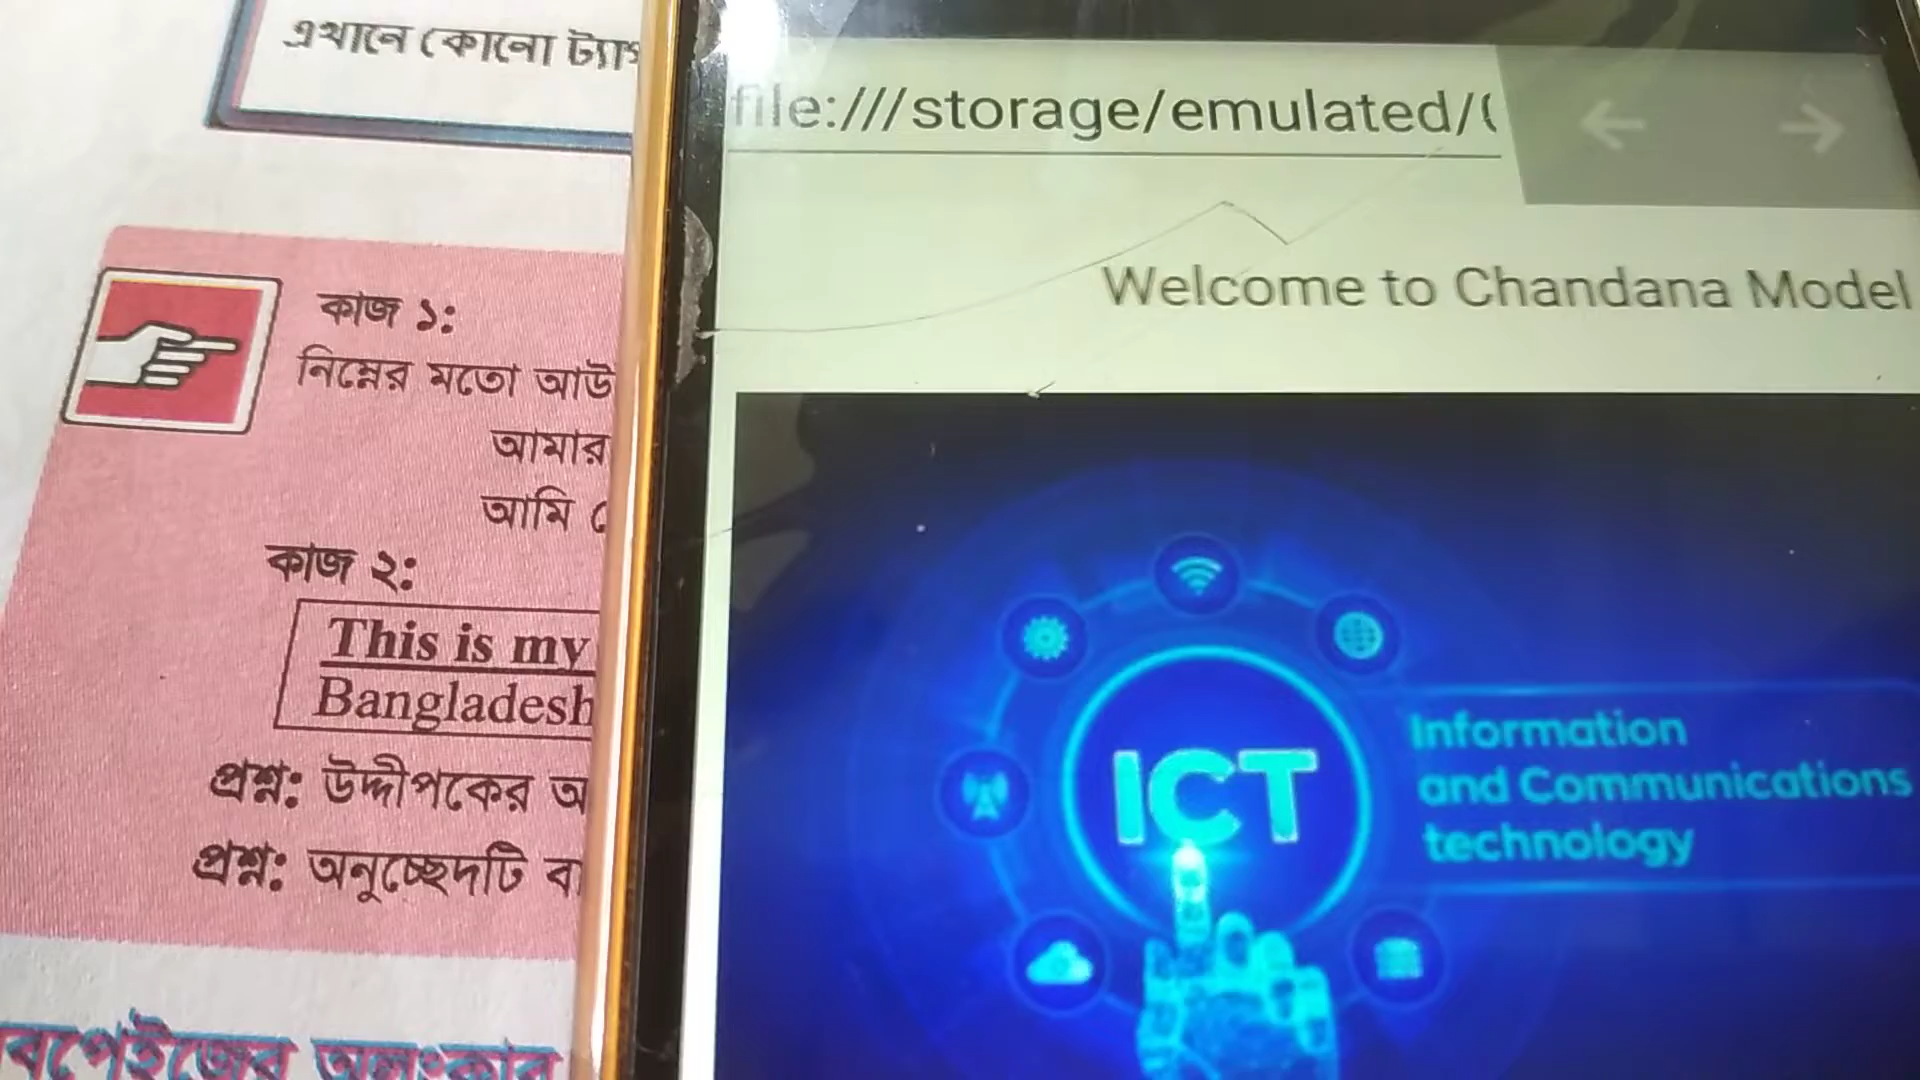 এখানে কোনো ট্যাগ
কাজ ১:
নিম্নের মতো আউ
আমার
আমি
কাজ ২:
This is my
Bangladesh
প্রশ্ন: উদ্দীপকের অ
প্রশ্ন: অনুচ্ছেদটি বা
file:///storage/emulated/
Welcome to Chandana Model
ICT
Information
and Communications
technology